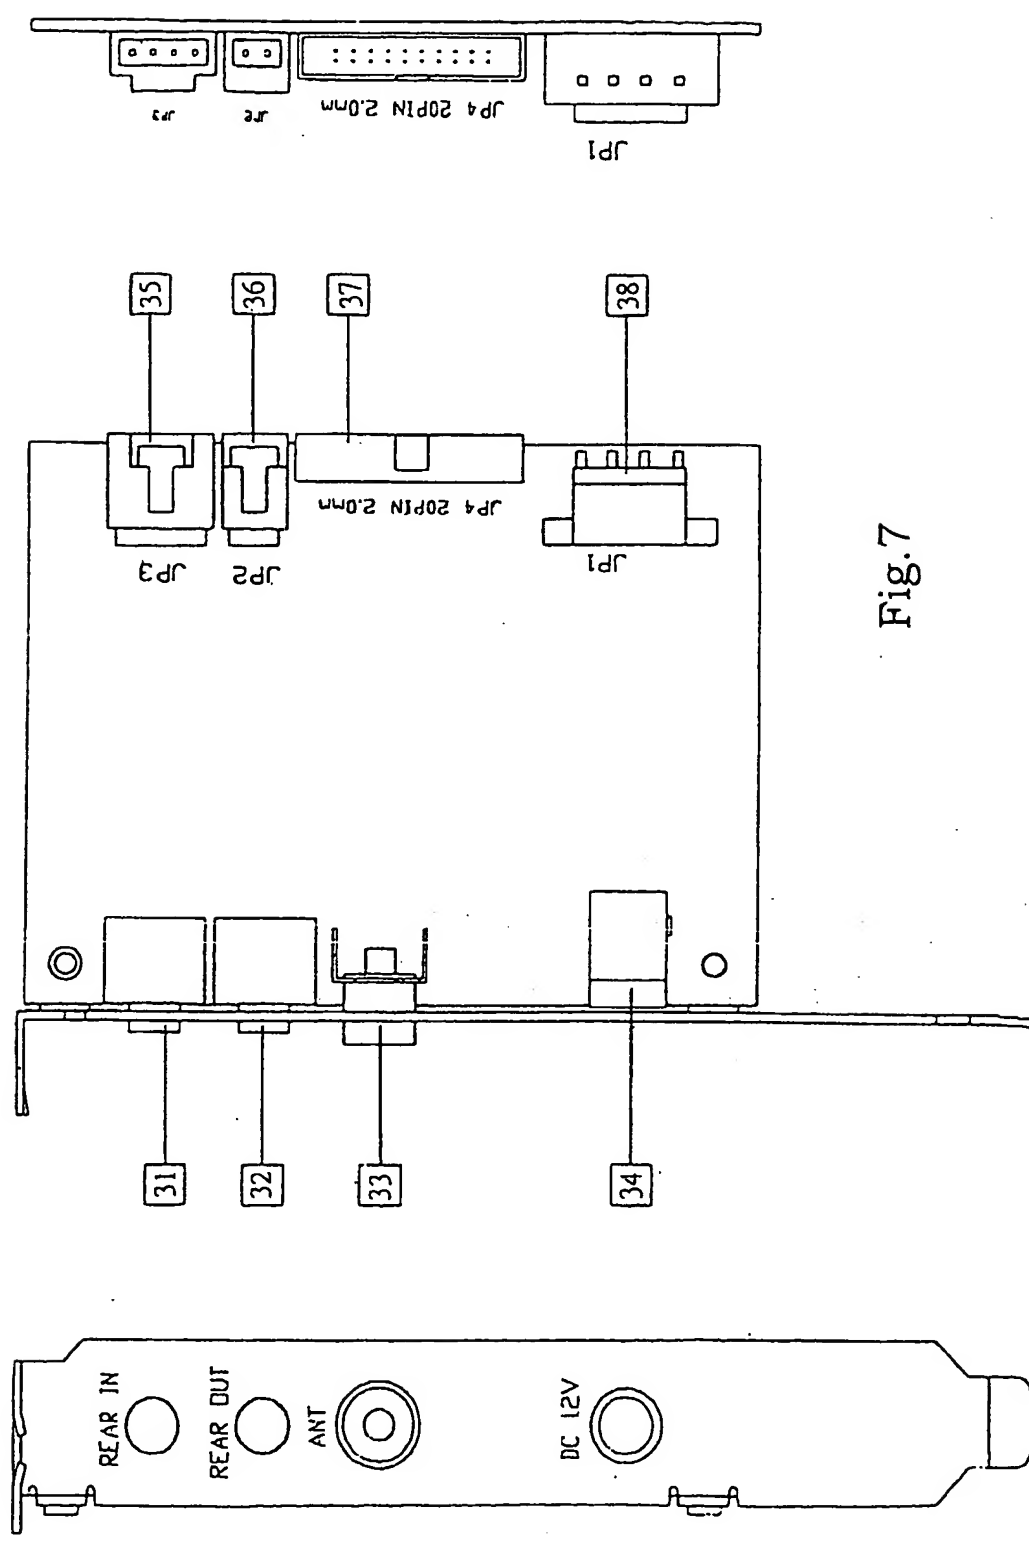 JP3
JP2
JP4 20PIN 2.0mm
JP1
35
36
37
38
JP3
JP2
JP4 20PIN 2.0mm
JP1
Fig.7
31
32
33
34
REAR IN
REAR OUT
ANT
DC 12V